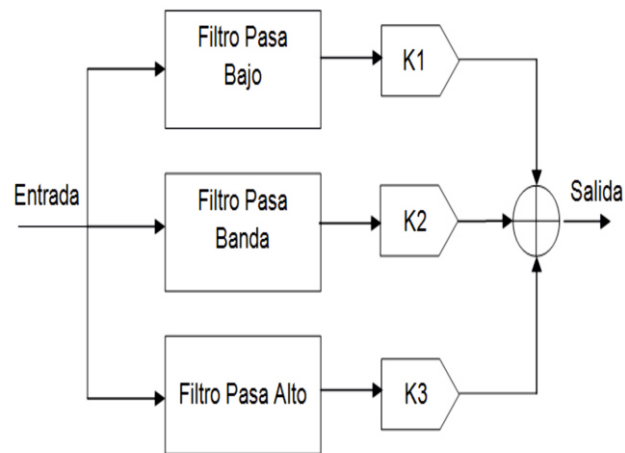 Filtro Pasa
Bajo
K1
Entrada
Filtro Pasa
Banda
K2
Salida
Filtro Pasa Alto
K3